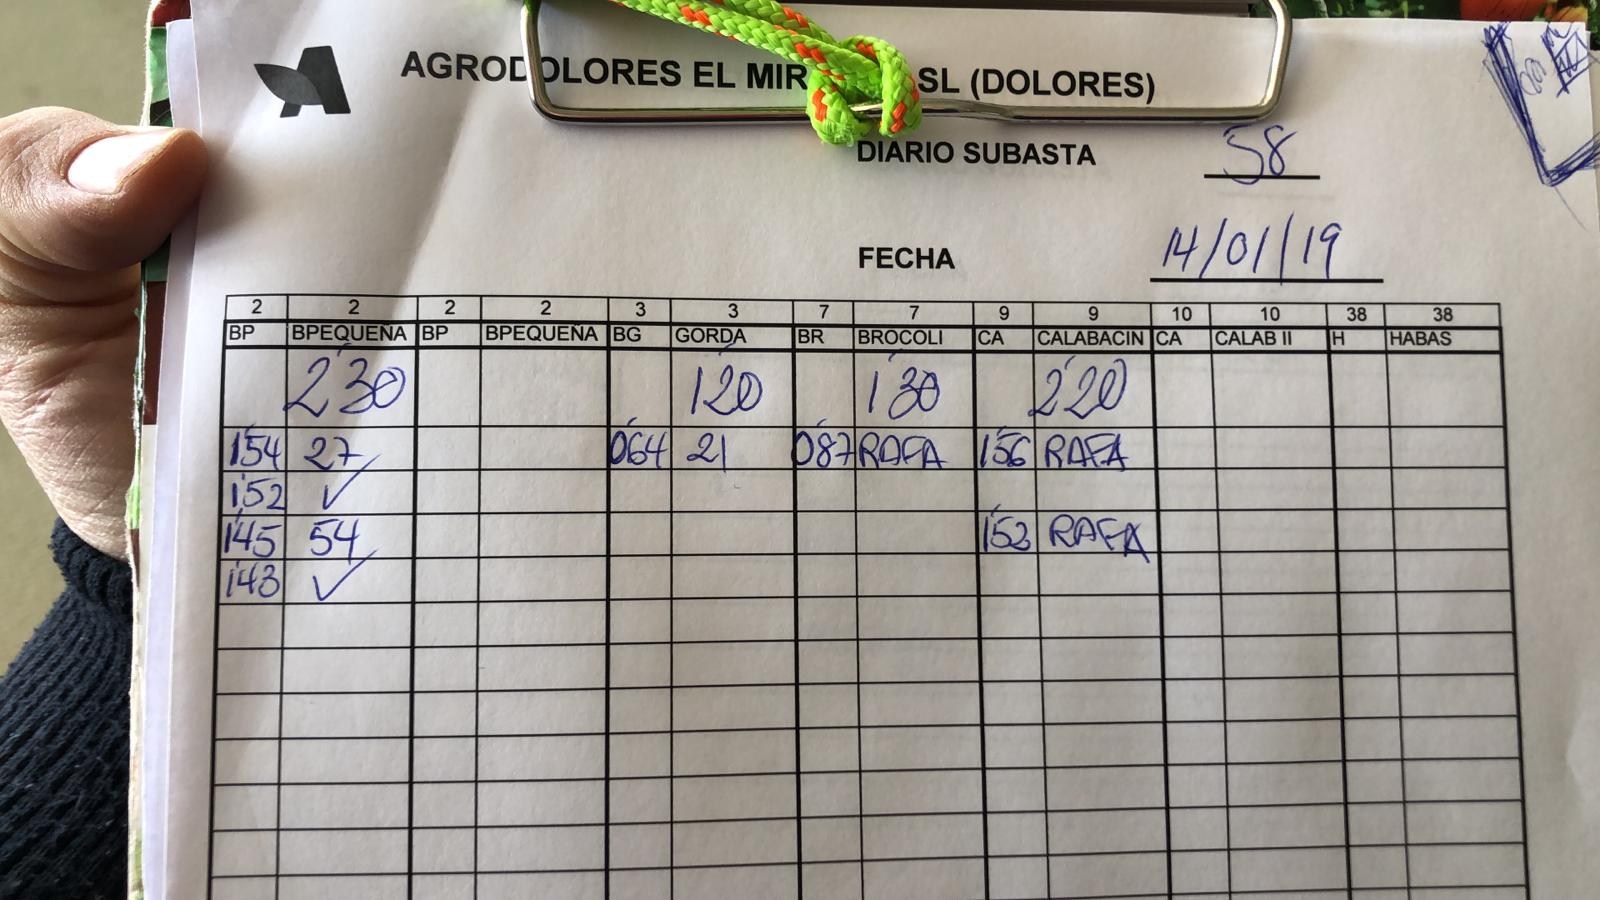 AGRODOLORES EL MIR SL (DOLORES)
DIARIO SUBASTA 58
FECHA 14/01/19
2 2 2 2 3 3 7 7 9 9 10 10 38 38
BP BPEQUEÑA BP BPEQUEÑA BG GORDA BR BROCOLI CA CALABACIN CA CALAB II H HABAS
2'30 1'20 1'30 2'20
1'54 27 0'64 21 0'87 RAFA 1'56 RAFA
1'52 ✓
1'45 54 1'52 RAFA
1'43 ✓